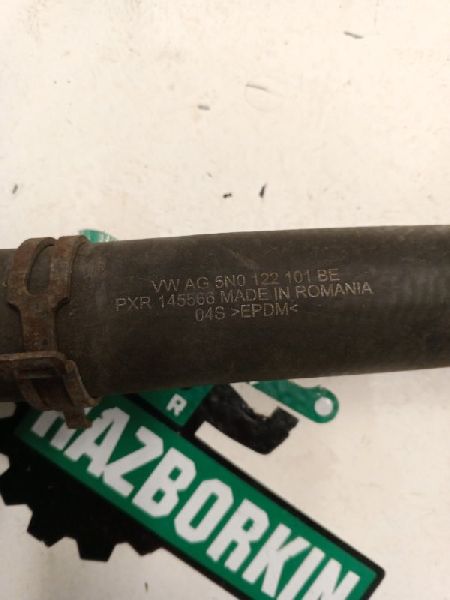 VW AG 5N0 122 101 BE
PXR 145566 MADE IN ROMANIA
04S >EPDM<
R
RAZBORKIN